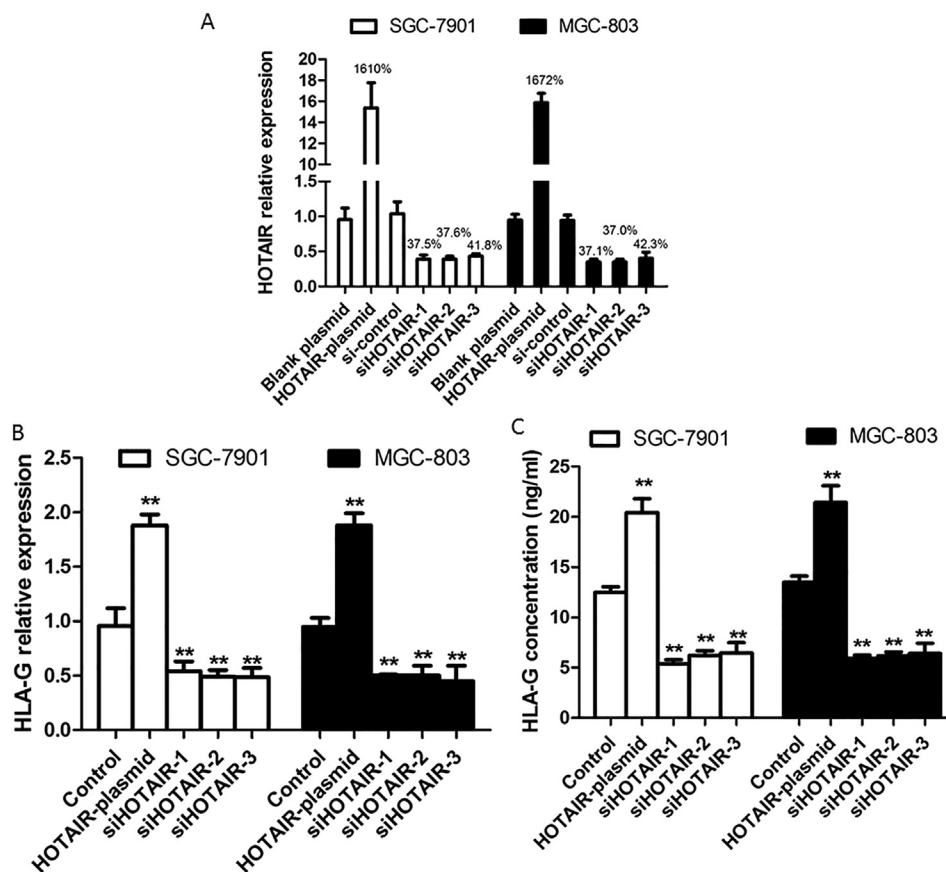 A
SGC-7901 MGC-803
HOTAIR relative expression
20
18
16
14
12
10
1.0
0.5
0.0
1.5
1610%
37.5%
37.6%
41.8%
1672%
37.1%
37.0%
42.3%
Blank plasmid
HOTAIR-plasmid
si-control
siHOTAIR-1
siHOTAIR-2
siHOTAIR-3
Blank plasmid
HOTAIR-plasmid
si-control
siHOTAIR-1
siHOTAIR-2
siHOTAIR-3
B
SGC-7901 MGC-803
HLA-G relative expression
2.5
2.0
1.5
1.0
0.5
0.0
** ** ** **
** ** ** **
Control
HOTAIR-plasmid
siHOTAIR-1
siHOTAIR-2
siHOTAIR-3
Control
HOTAIR-plasmid
siHOTAIR-1
siHOTAIR-2
siHOTAIR-3
C
SGC-7901 MGC-803
HLA-G concentration (ng/ml)
25
20
15
10
5
0
** ** ** **
** ** ** **
Control
HOTAIR-plasmid
siHOTAIR-1
siHOTAIR-2
siHOTAIR-3
Control
HOTAIR-plasmid
siHOTAIR-1
siHOTAIR-2
siHOTAIR-3